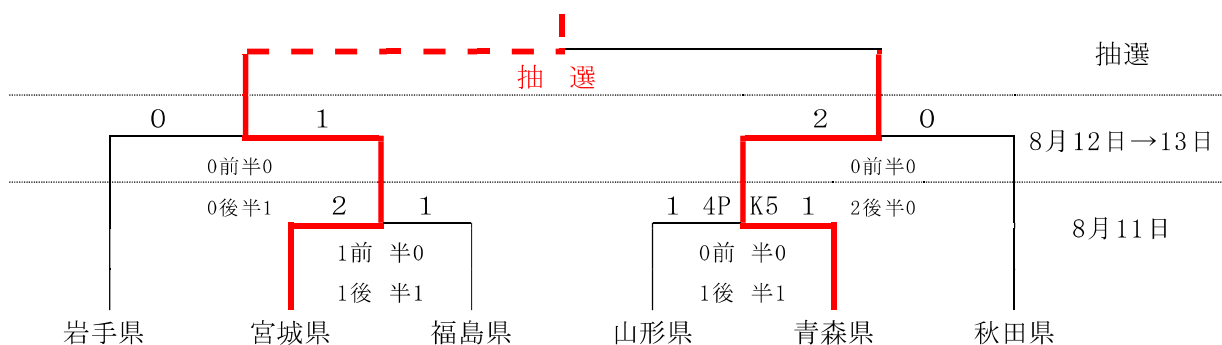 抽選
抽 選
0 1 2 0
8月12日→13日
0前半0 0前半0
0後半1 2 1 1 4P K5 1 2後半0
8月11日
1前 半0 0前 半0
1後 半1 1後 半1
岩手県 宮城県 福島県 山形県 青森県 秋田県